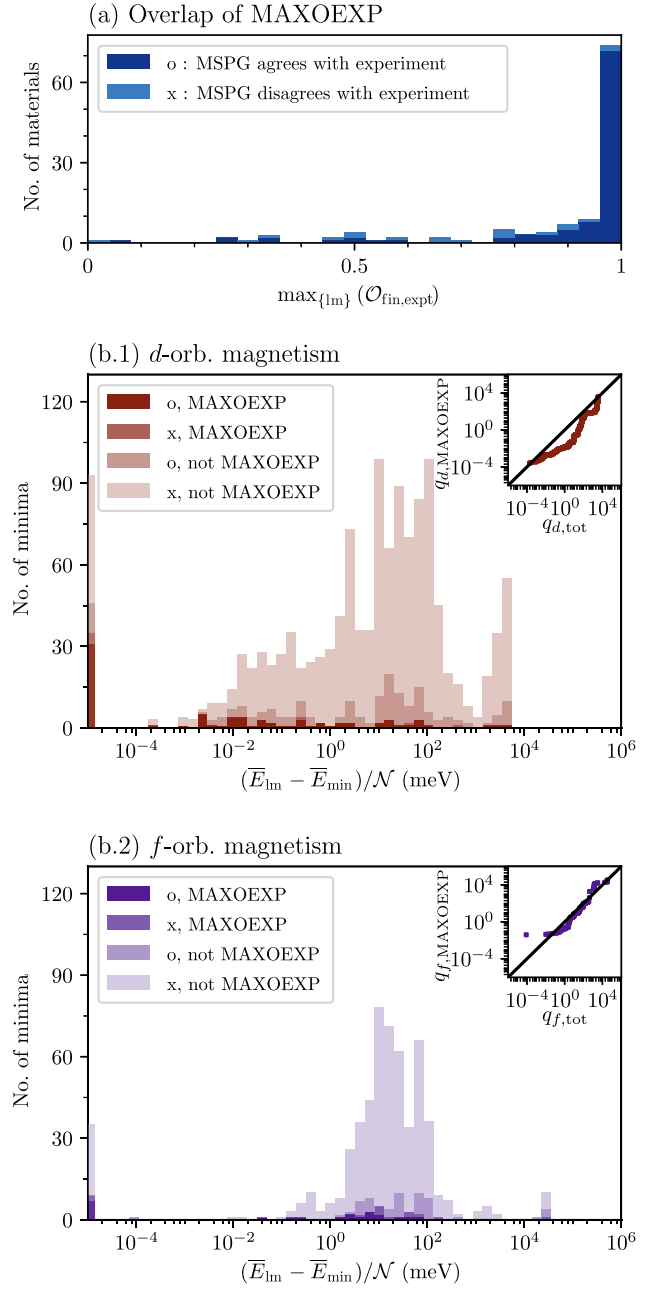 (a) Overlap of MAXOEXP
o : MSPG agrees with experiment
x : MSPG disagrees with experiment
No. of materials
60
30
0
0
0.5
1
max{lm} (𝒪fin,expt)
(b.1) d-orb. magnetism
o, MAXOEXP
x, MAXOEXP
o, not MAXOEXP
x, not MAXOEXP
No. of minima
120
90
60
30
0
10⁻⁴
10⁻²
10⁰
10²
10⁴
10⁶
(E̅lm − E̅min)/𝒩 (meV)
qd,MAXOEXP
10⁴
10⁰
10⁻⁴
10⁻⁴ 10⁰ 10⁴
qd,tot
(b.2) f-orb. magnetism
o, MAXOEXP
x, MAXOEXP
o, not MAXOEXP
x, not MAXOEXP
No. of minima
120
90
60
30
0
10⁻⁴
10⁻²
10⁰
10²
10⁴
10⁶
(E̅lm − E̅min)/𝒩 (meV)
qf,MAXOEXP
10⁴
10⁰
10⁻⁴
10⁻⁴ 10⁰ 10⁴
qf,tot